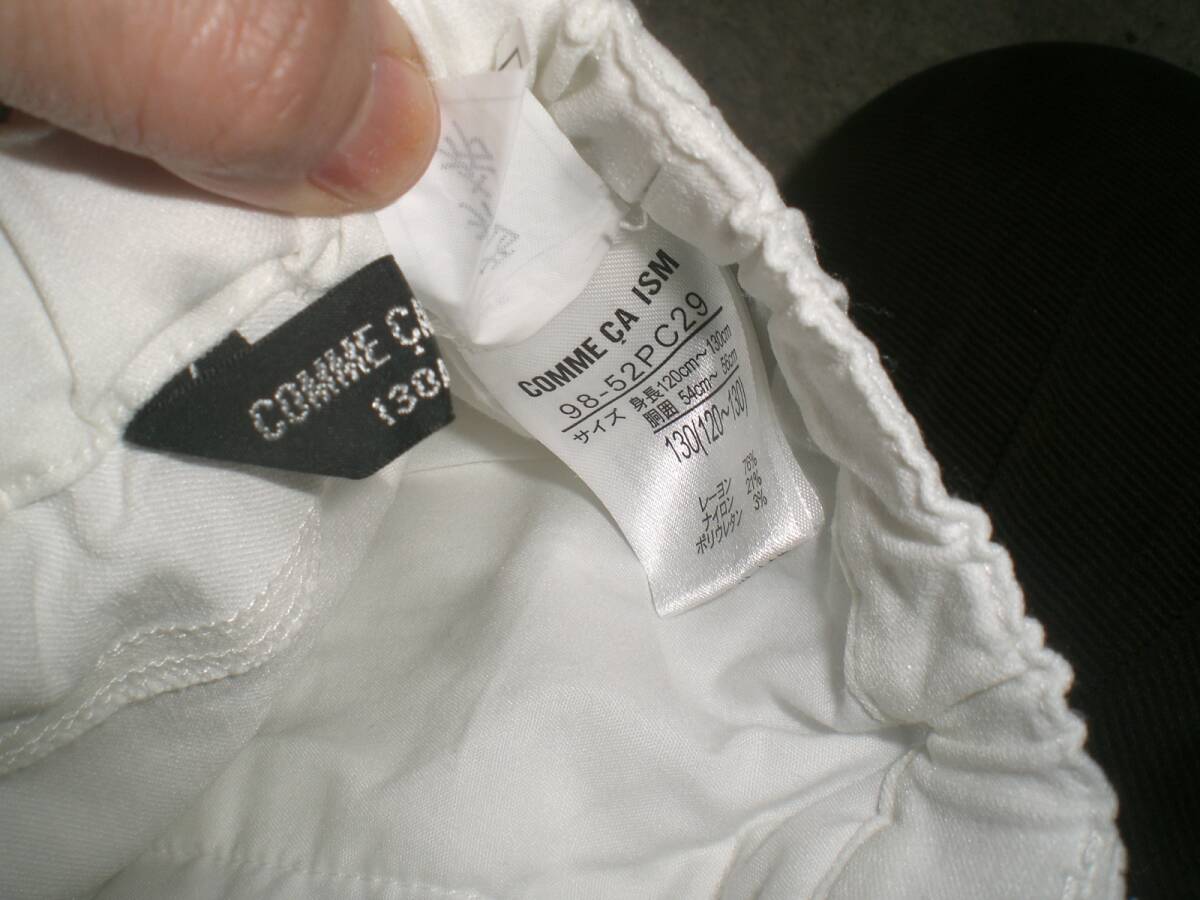 COMME ÇA
130
COMME ÇA ISM
98-52PC29
サイズ 身長120cm~130cm
胴囲 54cm~56cm
130(120~130)
レーヨン 76%
ナイロン 21%
ポリウレタン 3%